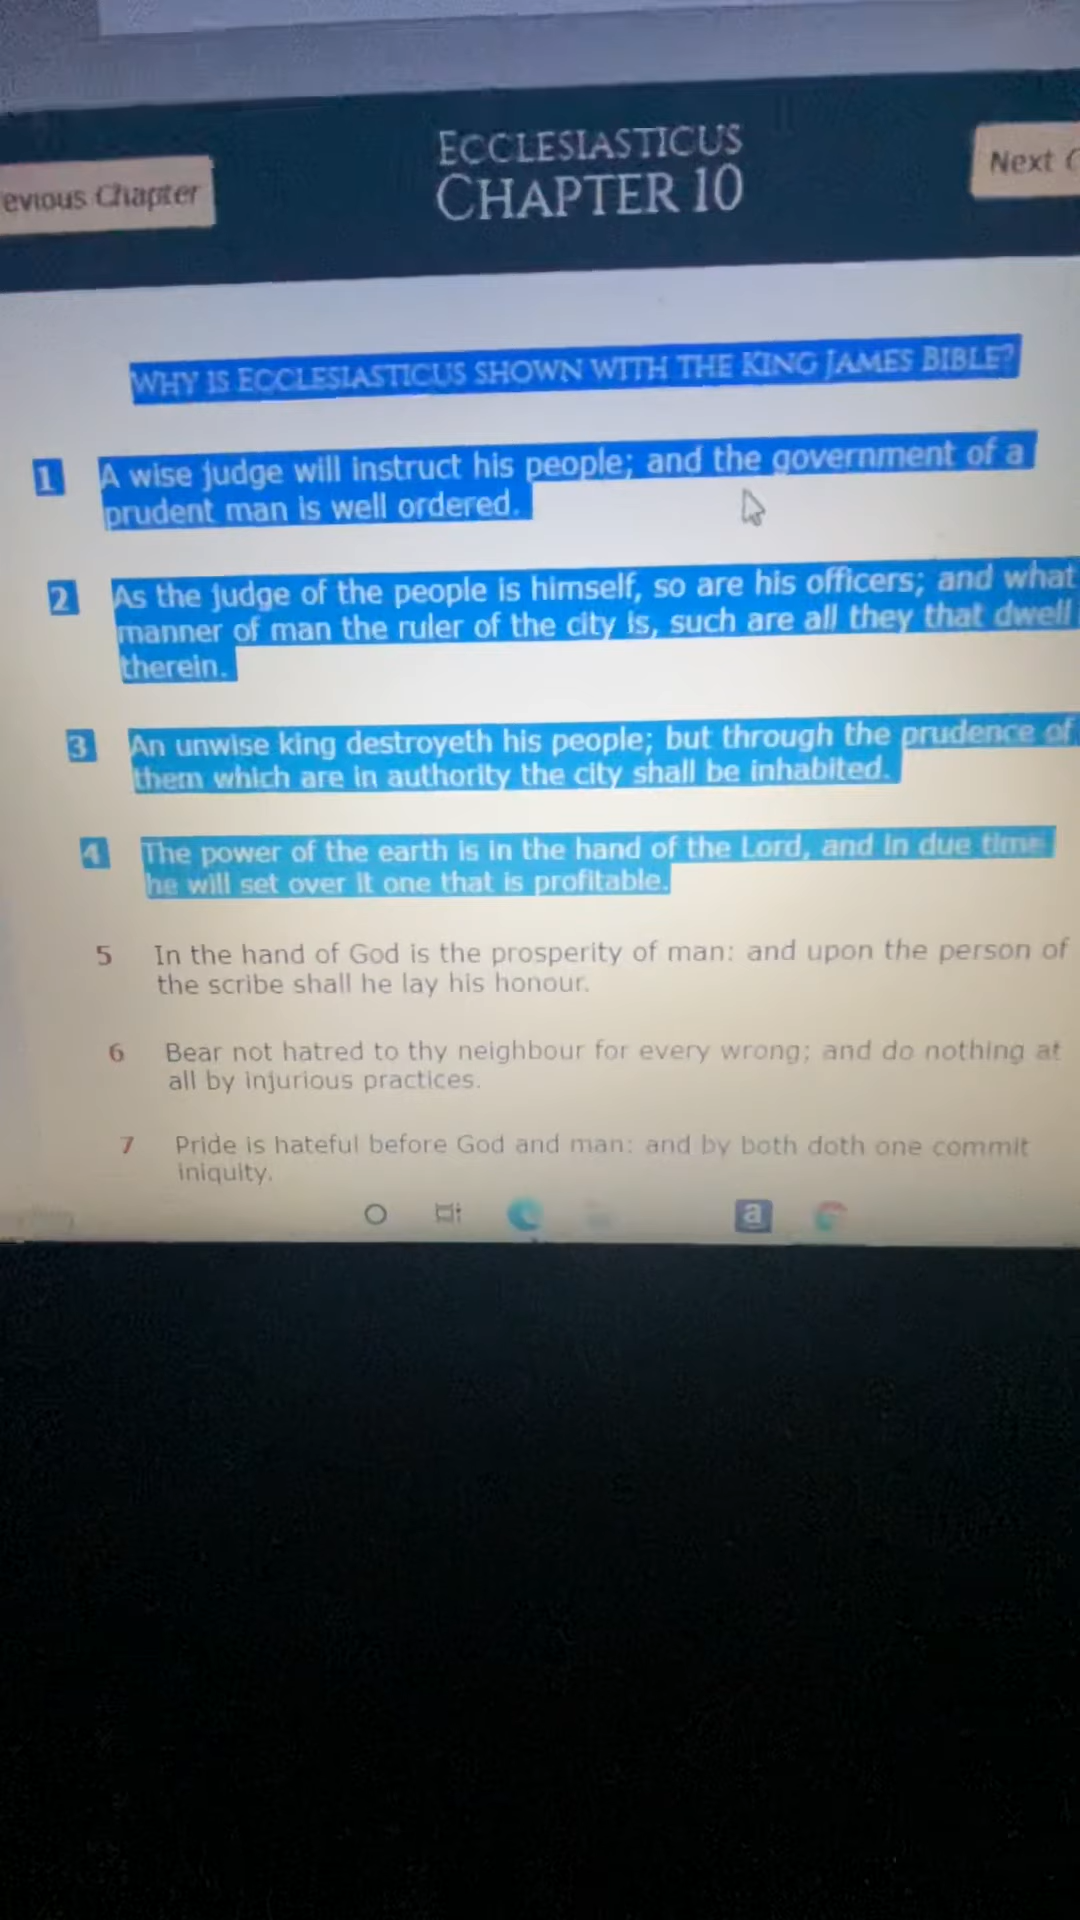 ECCLESIASTICUS
evious Chapter
CHAPTER 10
Next C
WHY IS ECCLESIASTICUS SHOWN WITH THE KING JAMES BIBLE?
1 A wise judge will instruct his people; and the government of a
prudent man is well ordered.
2 As the judge of the people is himself, so are his officers; and what
manner of man the ruler of the city is, such are all they that dwell
therein.
3 An unwise king destroyeth his people; but through the prudence of
them which are in authority the city shall be inhabited.
4 The power of the earth is in the hand of the Lord, and in due time
he will set over it one that is profitable.
5 In the hand of God is the prosperity of man: and upon the person of
the scribe shall he lay his honour.
6 Bear not hatred to thy neighbour for every wrong; and do nothing at
all by injurious practices.
7 Pride is hateful before God and man: and by both doth one commit
iniquity.
a